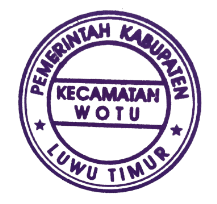 PEMERINTAH KABUPATEN
KECAMATAN
WOTU
LUWU TIMUR